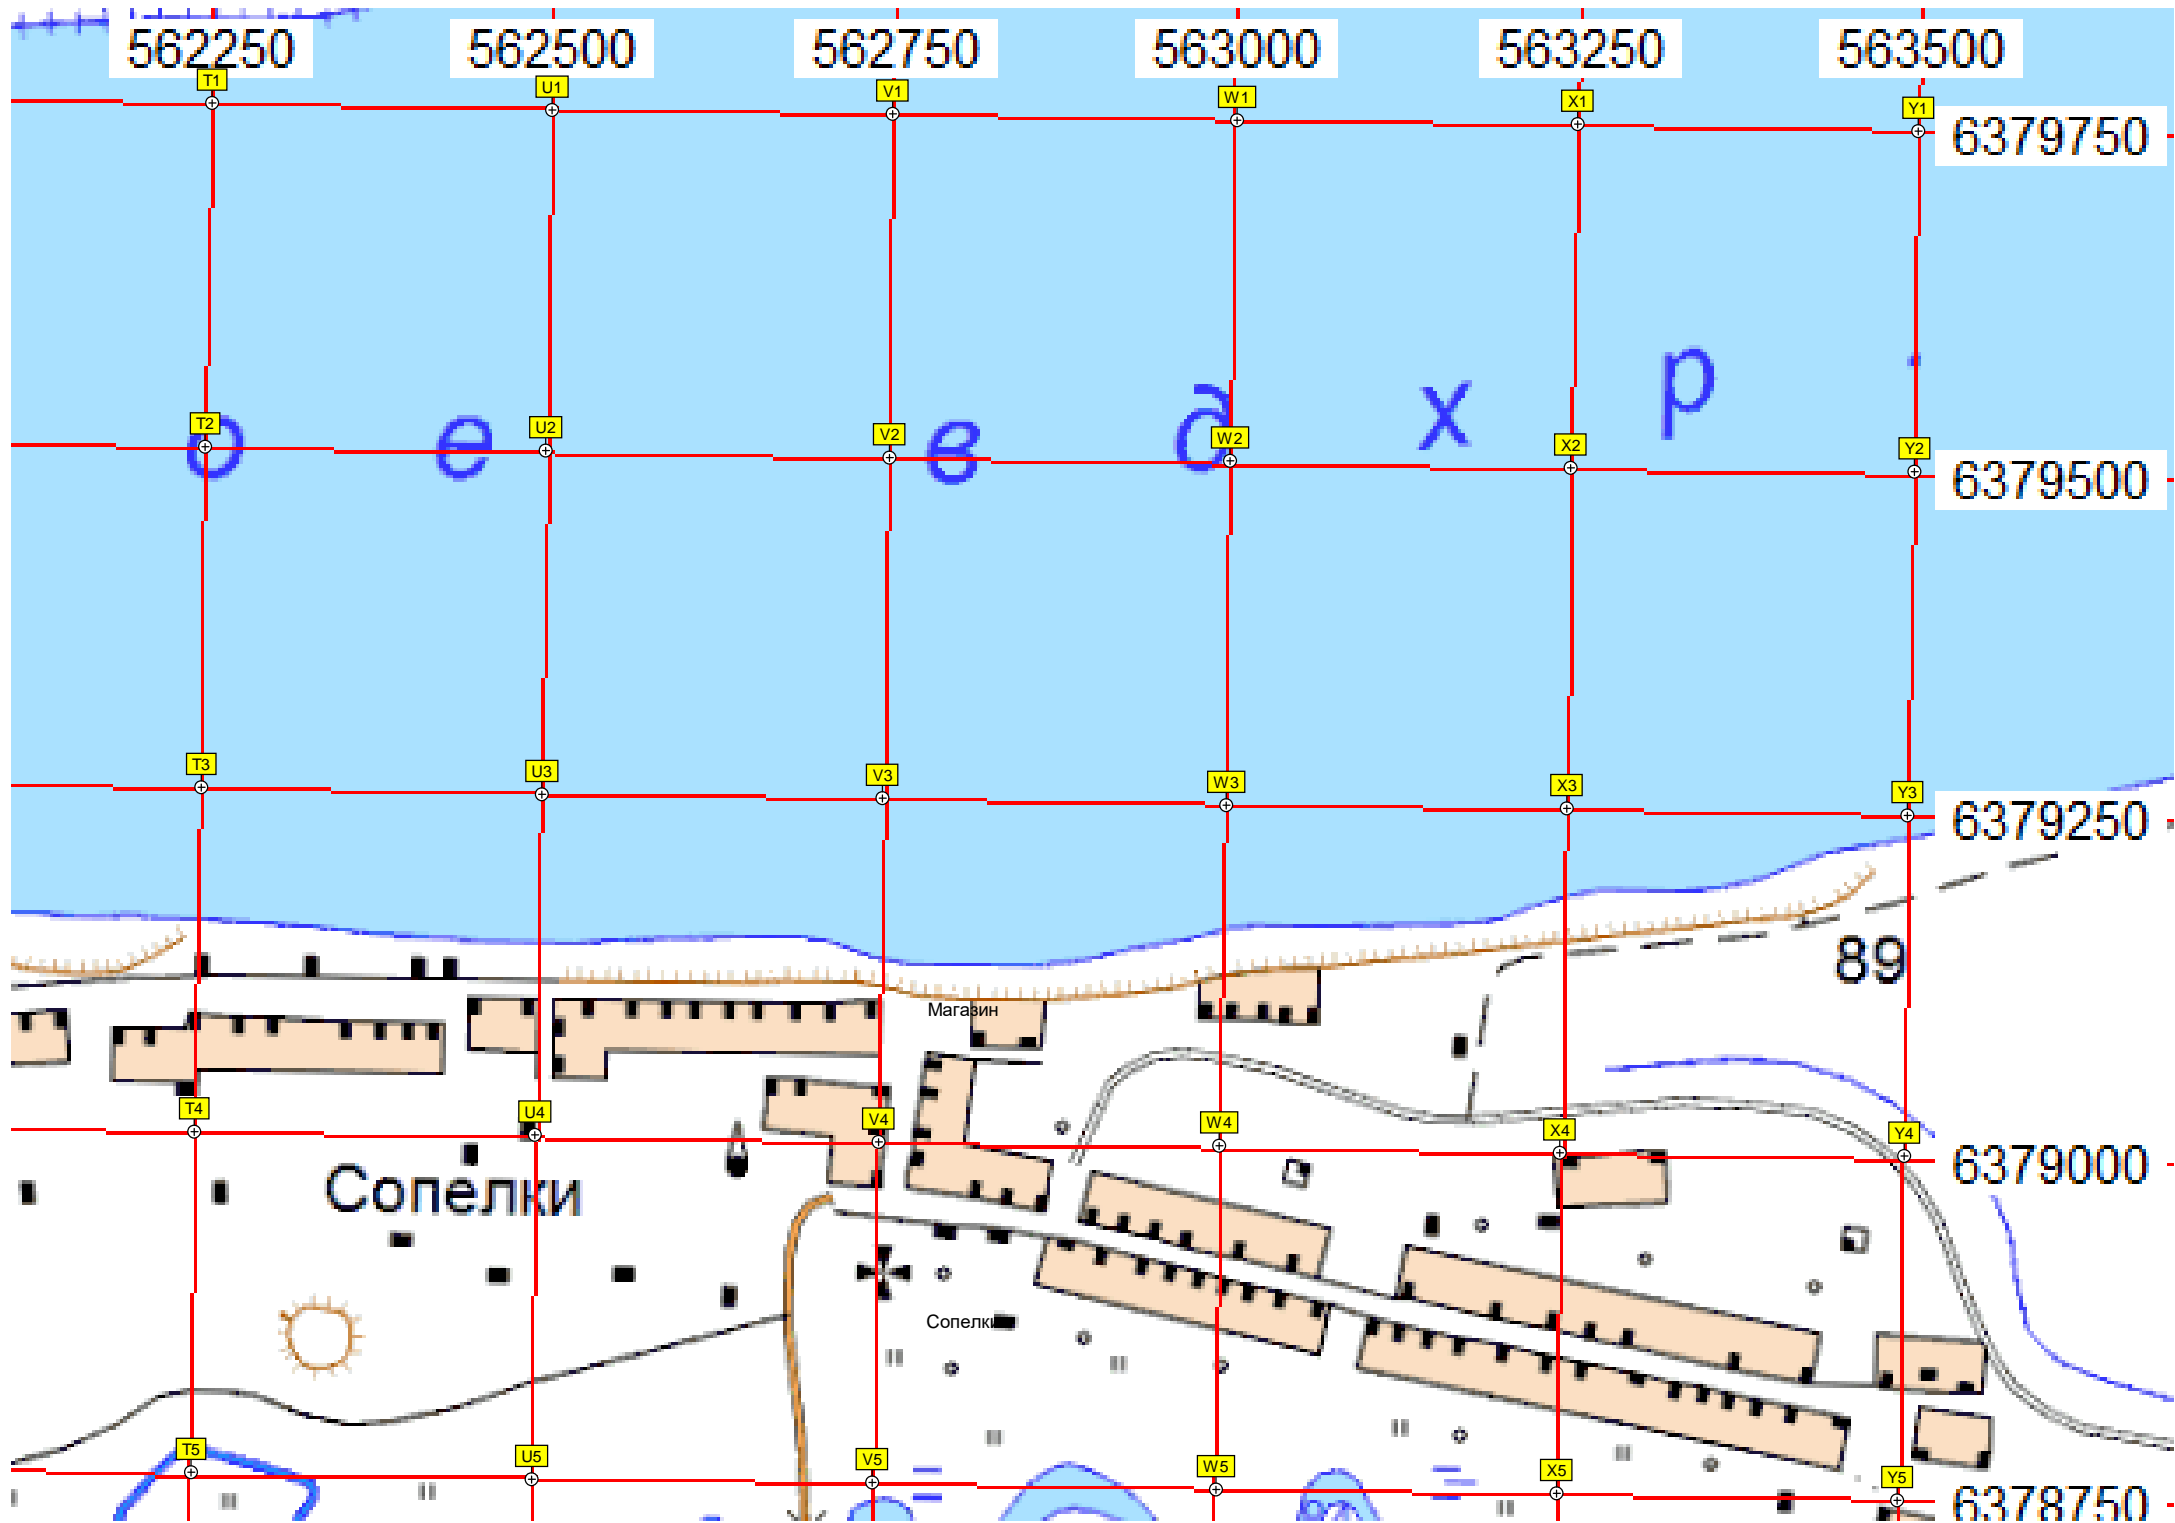 562250 562500 562750 563000 563250 563500
T1 U1 V1 W1 X1 Y1
6379750
р
х
о е в д
T2 U2 V2 W2 X2 Y2
6379500
T3 U3 V3 W3 X3 Y3
6379250
89
Магазин
T4 U4 V4 W4 X4 Y4
6379000
Сопелки
Сопелки
T5 U5 V5 W5 X5 Y5
6378750